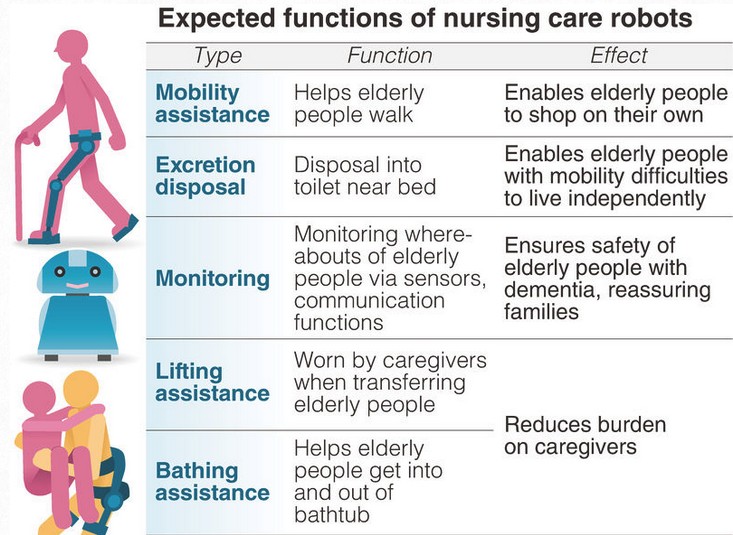 Expected functions of nursing care robots
Type Function Effect
Mobility
assistance
Helps elderly
people walk
Enables elderly people
to shop on their own
Excretion
disposal
Disposal into
toilet near bed
Enables elderly people
with mobility difficulties
to live independently
Monitoring
Monitoring where-
abouts of elderly
people via sensors,
communication
functions
Ensures safety of
elderly people with
dementia, reassuring
families
Lifting
assistance
Worn by caregivers
when transferring
elderly people
Reduces burden
on caregivers
Bathing
assistance
Helps elderly
people get into
and out of
bathtub